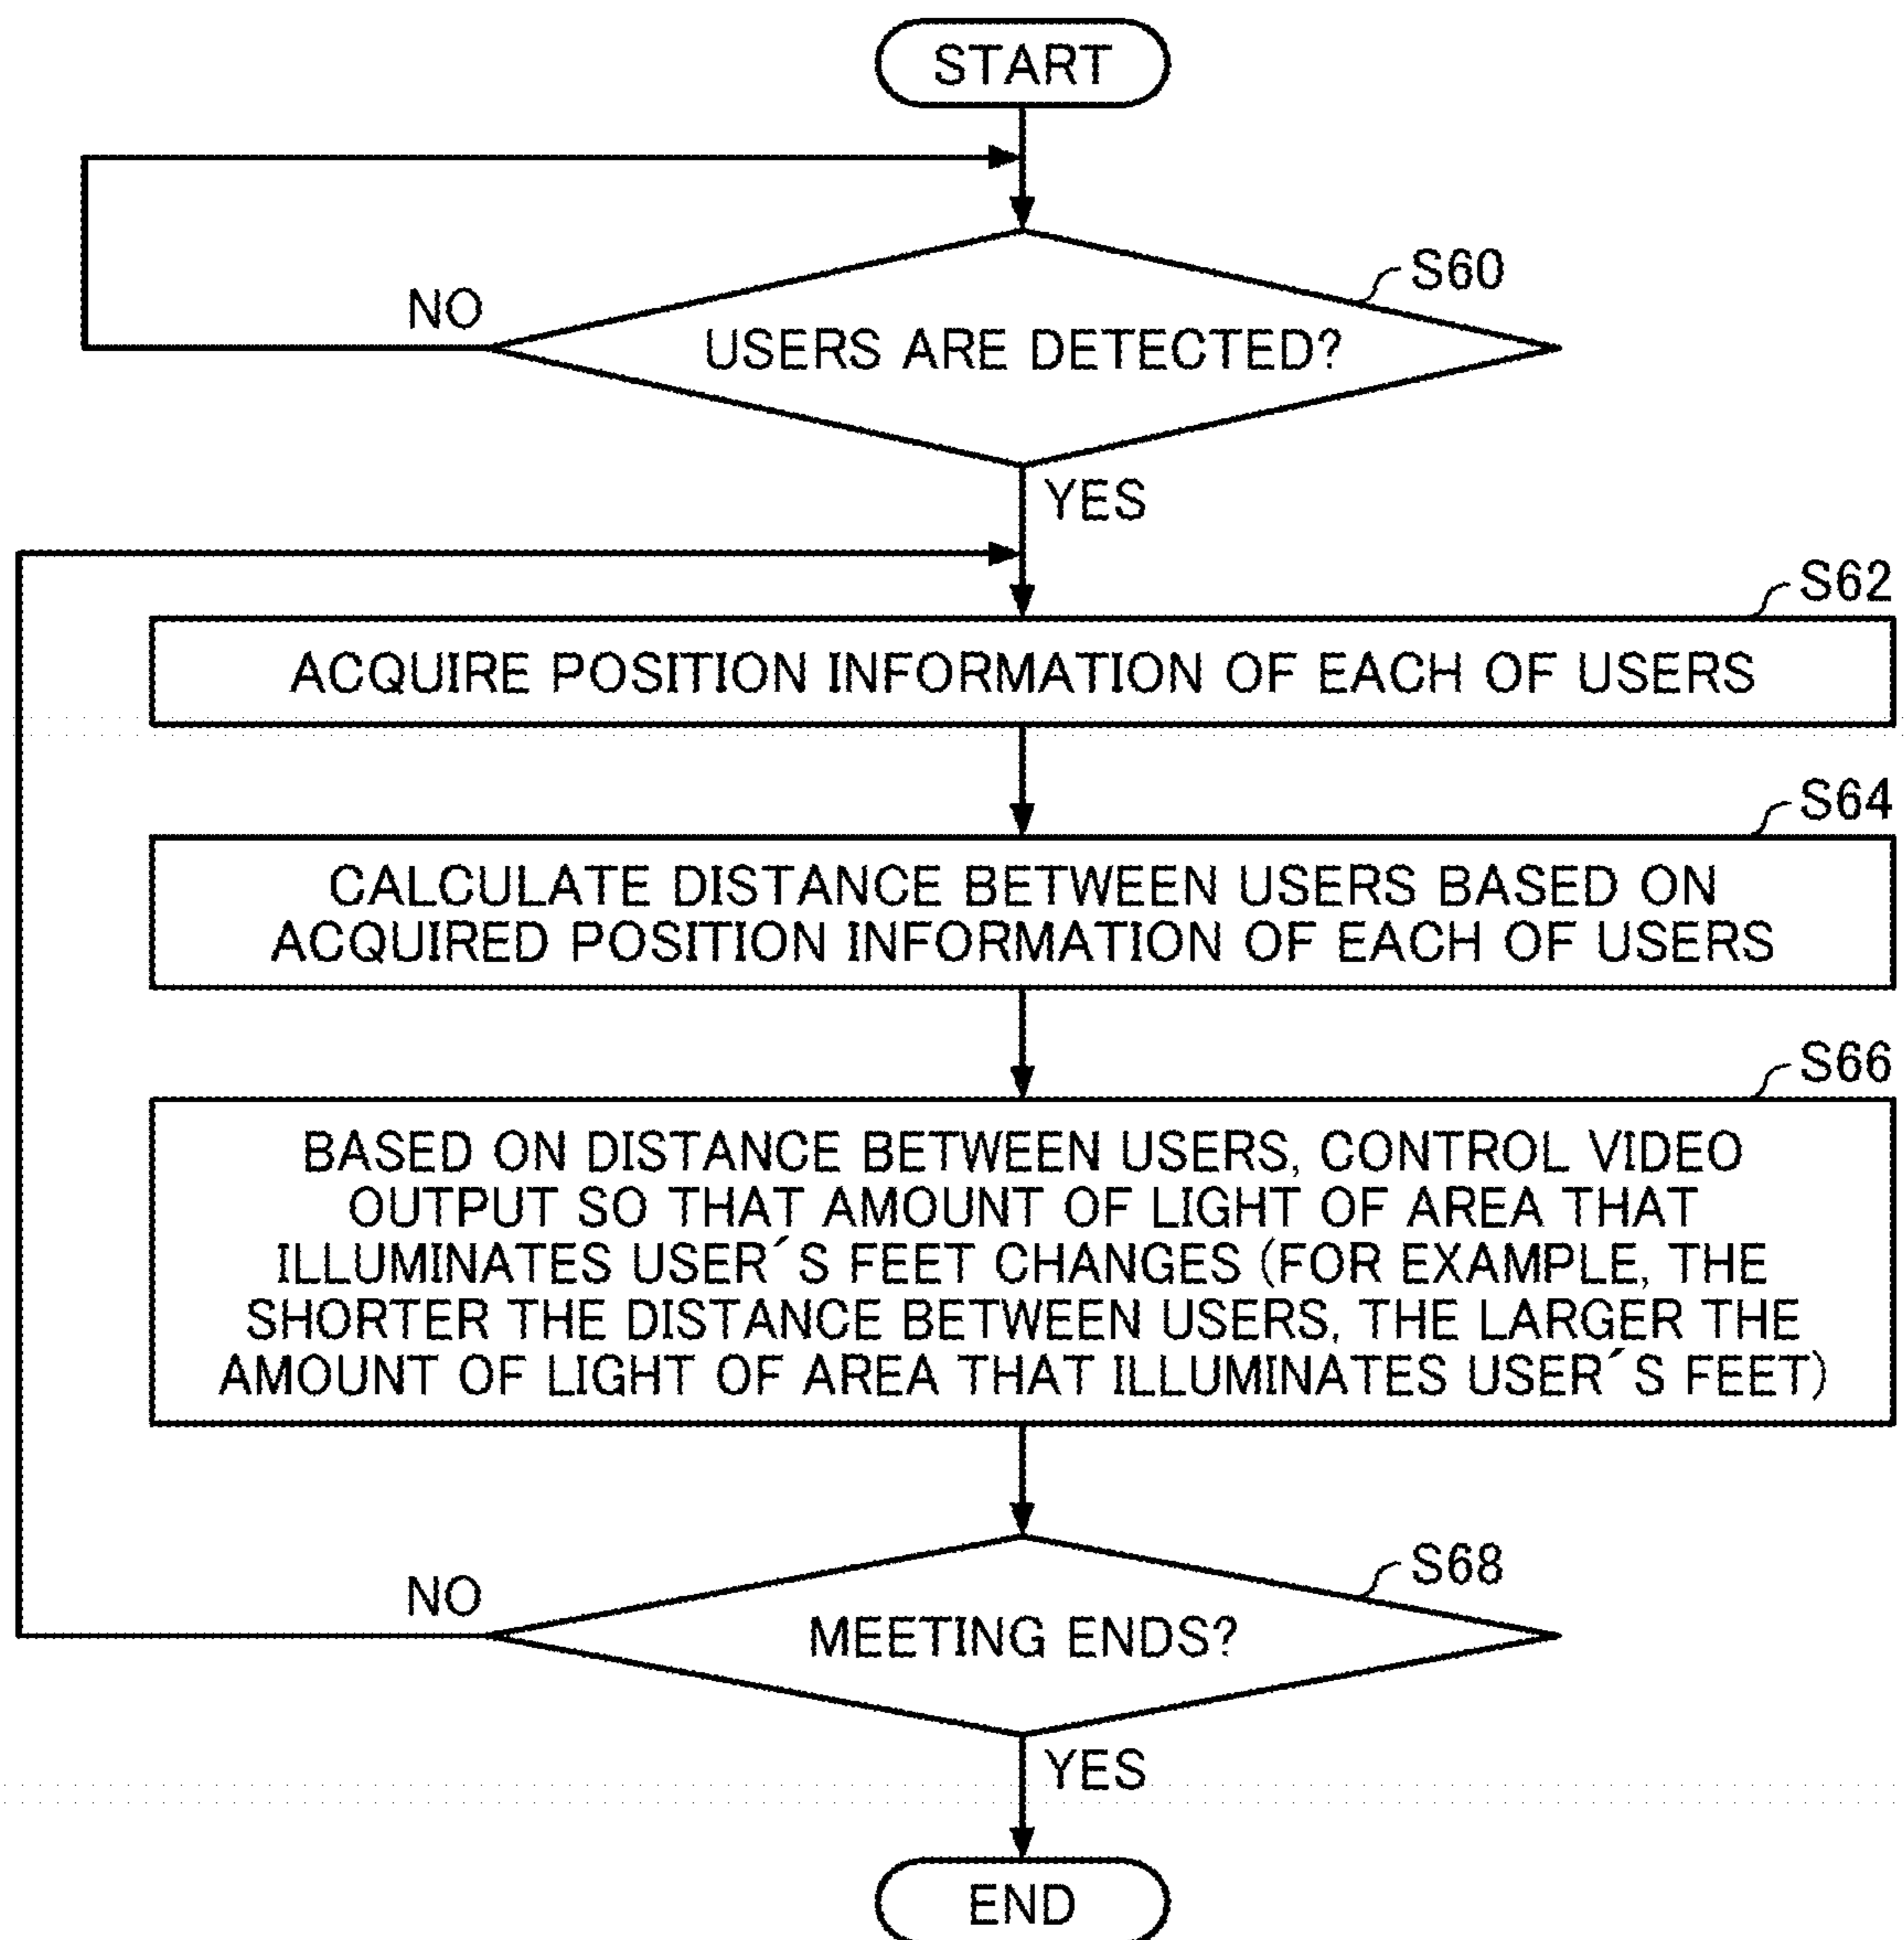 START
S60
NO
USERS ARE DETECTED?
YES
S62
ACQUIRE POSITION INFORMATION OF EACH OF USERS
S64
CALCULATE DISTANCE BETWEEN USERS BASED ON
ACQUIRED POSITION INFORMATION OF EACH OF USERS
S66
BASED ON DISTANCE BETWEEN USERS, CONTROL VIDEO
OUTPUT SO THAT AMOUNT OF LIGHT OF AREA THAT
ILLUMINATES USER´S FEET CHANGES (FOR EXAMPLE, THE
SHORTER THE DISTANCE BETWEEN USERS, THE LARGER THE
AMOUNT OF LIGHT OF AREA THAT ILLUMINATES USER´S FEET)
S68
NO
MEETING ENDS?
YES
END